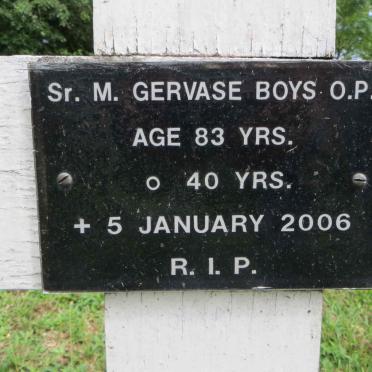 Sr. M. GERVASE BOYS O.P.
AGE 83 YRS.
o 40 YRS.
+ 5 JANUARY 2006
R. I. P.